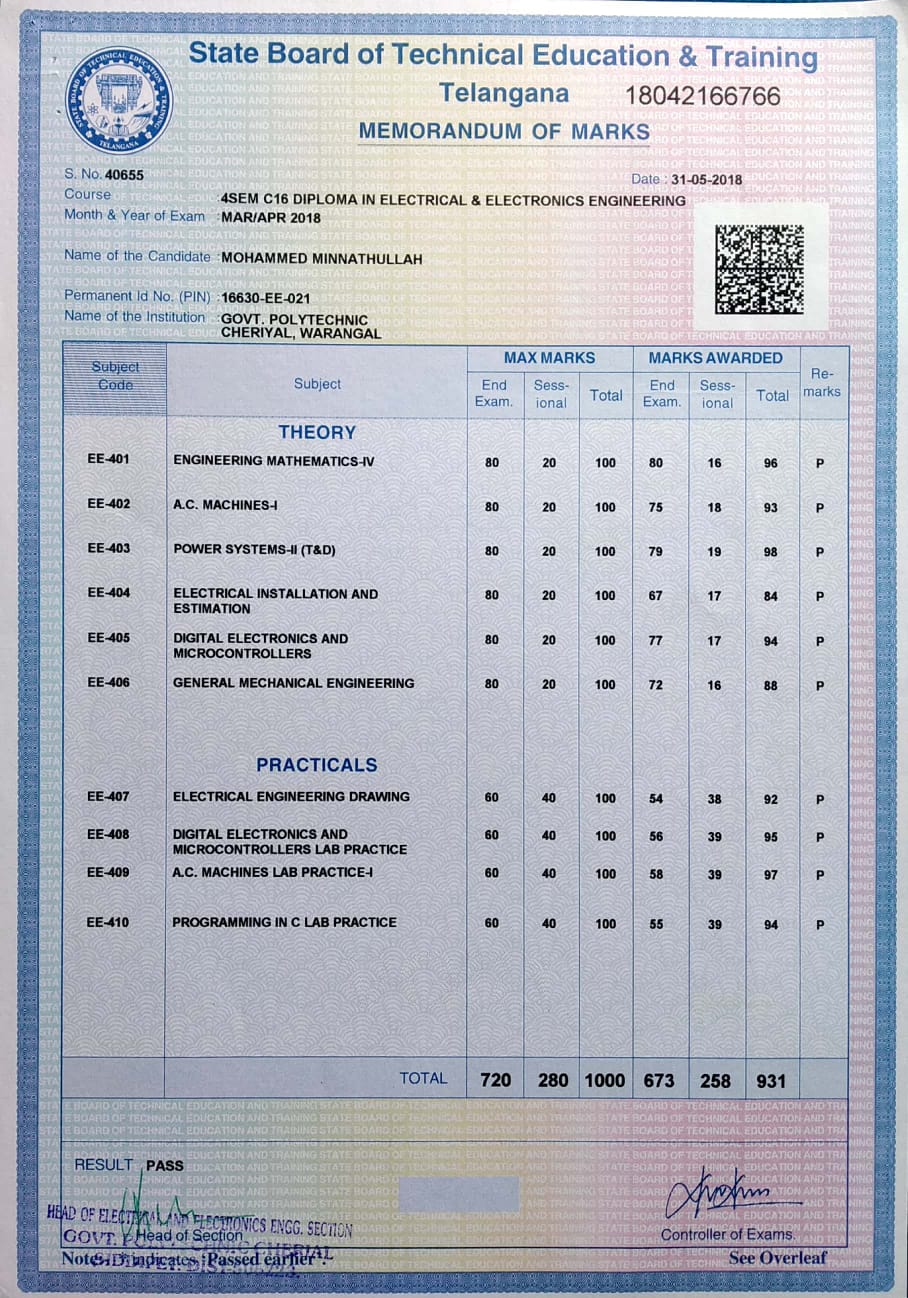 State Board of Technical Education & Training
Telangana 18042166766
MEMORANDUM OF MARKS
STATE BOARD OF TECHNICAL EDUCATION & TRAINING
TELANGANA
S. No. 40655 Date : 31-05-2018
Course : 4SEM C16 DIPLOMA IN ELECTRICAL & ELECTRONICS ENGINEERING
Month & Year of Exam : MAR/APR 2018
Name of the Candidate : MOHAMMED MINNATHULLAH
Permanent Id No. (PIN) : 16630-EE-021
Name of the Institution : GOVT. POLYTECHNIC
CHERIYAL, WARANGAL
Subject Code Subject MAX MARKS MARKS AWARDED Re-marks
End Exam. Sess-ional Total End Exam. Sess-ional Total
THEORY
EE-401 ENGINEERING MATHEMATICS-IV 80 20 100 80 16 96 P
EE-402 A.C. MACHINES-I 80 20 100 75 18 93 P
EE-403 POWER SYSTEMS-II (T&D) 80 20 100 79 19 98 P
EE-404 ELECTRICAL INSTALLATION AND 80 20 100 67 17 84 P
ESTIMATION
EE-405 DIGITAL ELECTRONICS AND 80 20 100 77 17 94 P
MICROCONTROLLERS
EE-406 GENERAL MECHANICAL ENGINEERING 80 20 100 72 16 88 P
PRACTICALS
EE-407 ELECTRICAL ENGINEERING DRAWING 60 40 100 54 38 92 P
EE-408 DIGITAL ELECTRONICS AND 60 40 100 56 39 95 P
MICROCONTROLLERS LAB PRACTICE
EE-409 A.C. MACHINES LAB PRACTICE-I 60 40 100 58 39 97 P
EE-410 PROGRAMMING IN C LAB PRACTICE 60 40 100 55 39 94 P
TOTAL 720 280 1000 673 258 931
RESULT PASS
HEAD OF ELECTRICAL AND ELECTRONICS ENGG. SECTION
GOVT.
Head of Section Controller of Exams.
Note : indicates Passed earlier See Overleaf